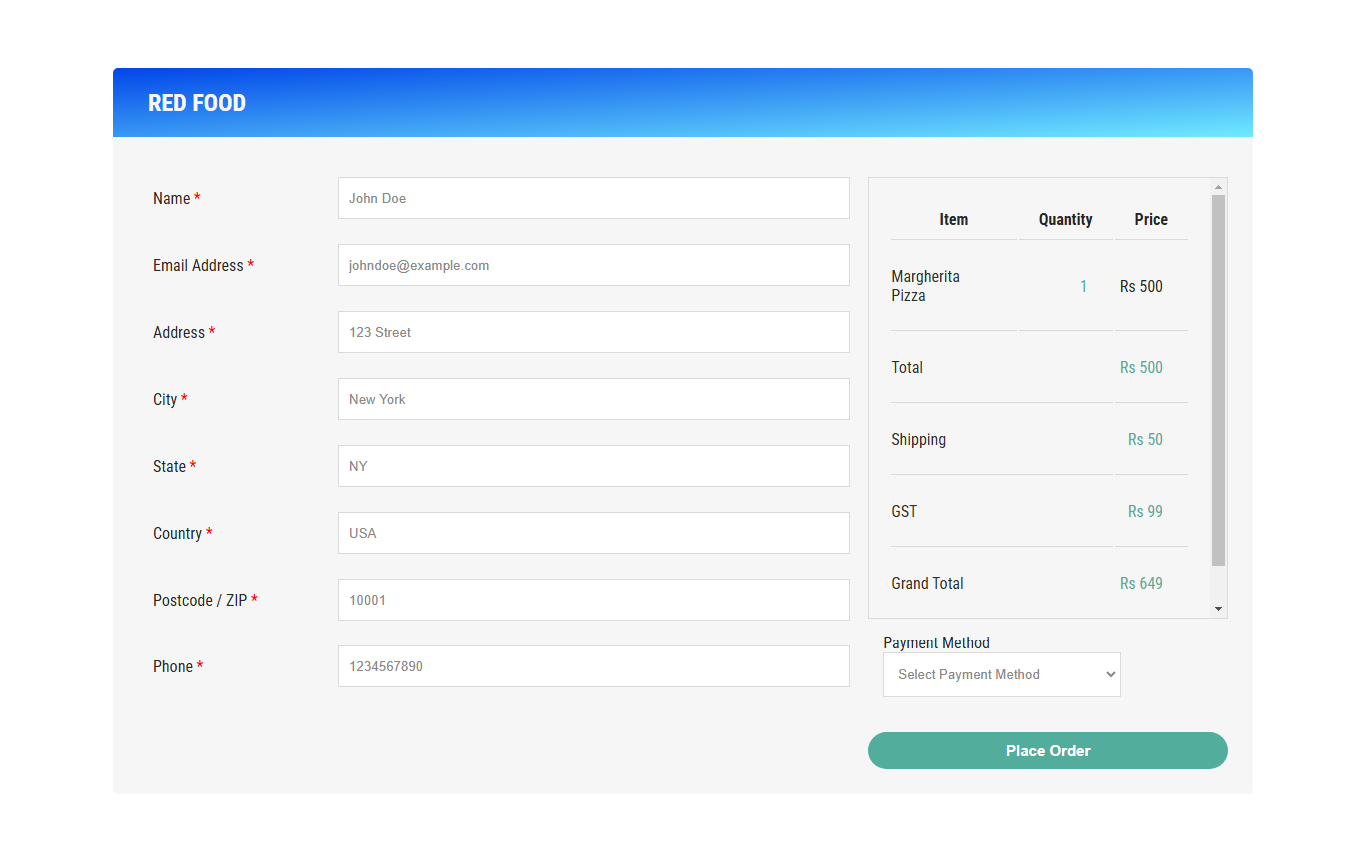 RED FOOD
Name *
John Doe
Email Address *
johndoe@example.com
Address *
123 Street
City *
New York
State *
NY
Country *
USA
Postcode / ZIP *
10001
Phone *
1234567890
Item Quantity Price
Margherita
Pizza
1 Rs 500
Total Rs 500
Shipping Rs 50
GST Rs 99
Grand Total Rs 649
Payment Method
Select Payment Method
Place Order